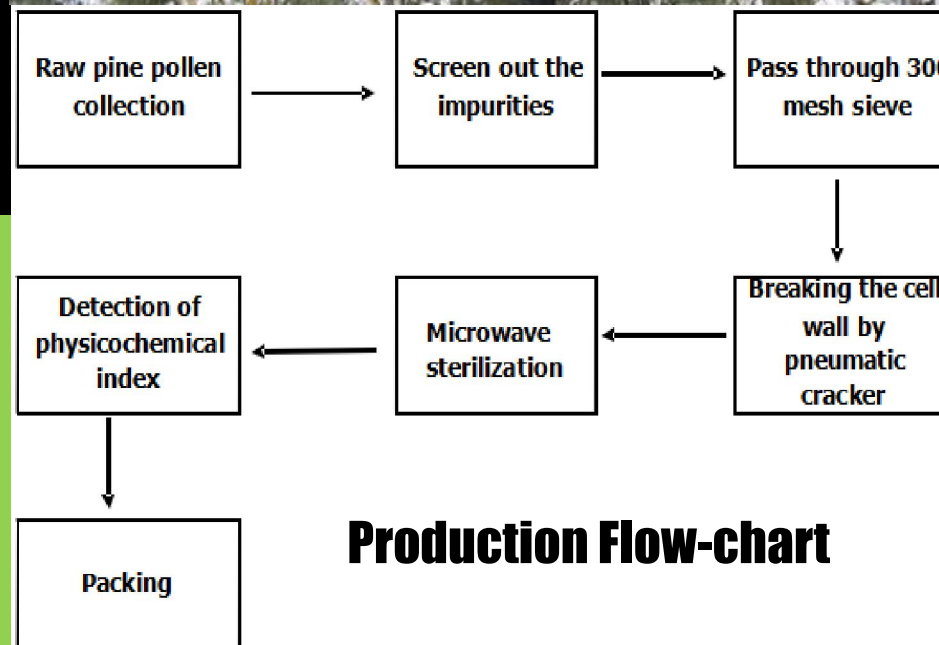 Raw pine pollen
collection
Screen out the
impurities
Pass through 300
mesh sieve
Breaking the cell
wall by
pneumatic
cracker
Microwave
sterilization
Detection of
physicochemical
index
Packing
Production Flow-chart